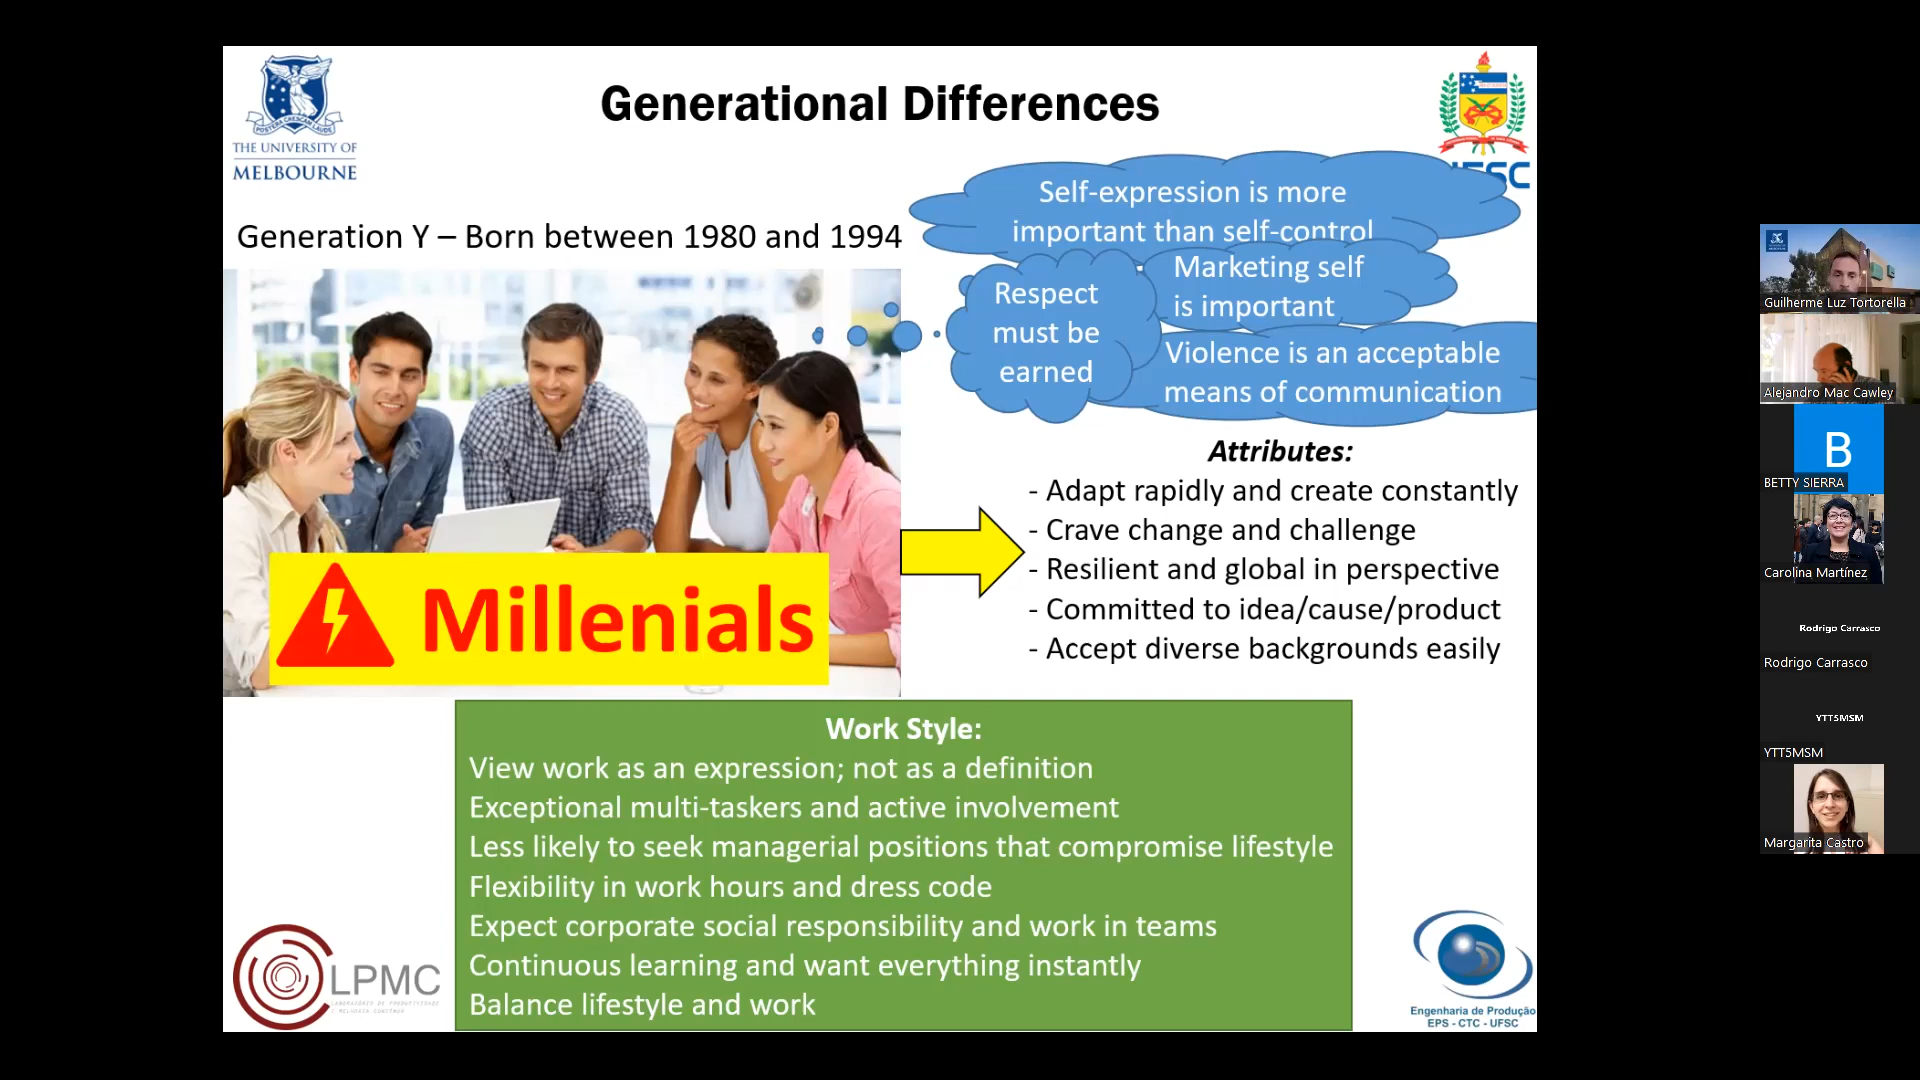 Generational Differences
POSTERA CRESCAM LAUDE
THE UNIVERSITY OF
MELBOURNE
Generation Y – Born between 1980 and 1994
Self-expression is more
important than self-control
Marketing self
is important
Respect
must be
earned
Violence is an acceptable
means of communication
Millenials
Attributes:
- Adapt rapidly and create constantly
- Crave change and challenge
- Resilient and global in perspective
- Committed to idea/cause/product
- Accept diverse backgrounds easily
Work Style:
View work as an expression; not as a definition
Exceptional multi-taskers and active involvement
Less likely to seek managerial positions that compromise lifestyle
Flexibility in work hours and dress code
Expect corporate social responsibility and work in teams
Continuous learning and want everything instantly
Balance lifestyle and work
LPMC
LABORATÓRIO DE PRODUTIVIDADE
Engenharia de Produção
EPS - CTC - UFSC
Guilherme Luz Tortorella
Alejandro Mac Cawley
B
BETTY SIERRA
Carolina Martínez
Rodrigo Carrasco
Rodrigo Carrasco
YTT5MSM
YTT5MSM
Margarita Castro